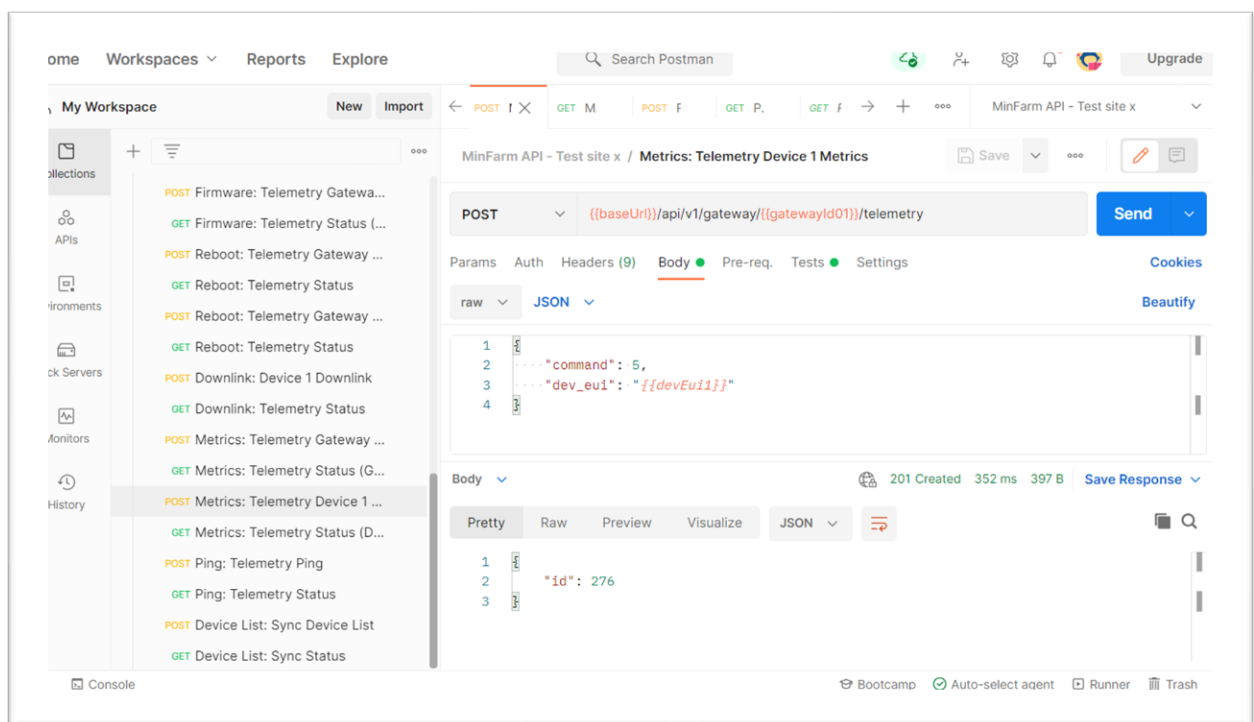 ome Workspaces Reports Explore Search Postman Upgrade
My Workspace New Import
POST GET M. POST F GET P. GET F ooo MinFarm API - Test site x
ollections
APIs
ironments
ck Servers
Monitors
History
ooo
POST Firmware: Telemetry Gatewa...
GET Firmware: Telemetry Status (...
POST Reboot: Telemetry Gateway ...
GET Reboot: Telemetry Status
POST Reboot: Telemetry Gateway ...
GET Reboot: Telemetry Status
POST Downlink: Device 1 Downlink
GET Downlink: Telemetry Status
POST Metrics: Telemetry Gateway ...
GET Metrics: Telemetry Status (G...
POST Metrics: Telemetry Device 1 ...
GET Metrics: Telemetry Status (D...
POST Ping: Telemetry Ping
GET Ping: Telemetry Status
POST Device List: Sync Device List
GET Device List: Sync Status
MinFarm API - Test site x / Metrics: Telemetry Device 1 Metrics Save
POST {{baseUrl}}/api/v1/gateway/{{gatewayId01}}/telemetry Send
Params Auth Headers (9) Body Pre-req. Tests Settings Cookies
raw JSON Beautify
1 {
2 "command": 5,
3 "dev_eui": "{{devEui1}}"
4 }
Body 201 Created 352 ms 397 B Save Response
Pretty Raw Preview Visualize JSON
1 {
2 "id": 276
3 }
Console Bootcamp Auto-select agent Runner Trash